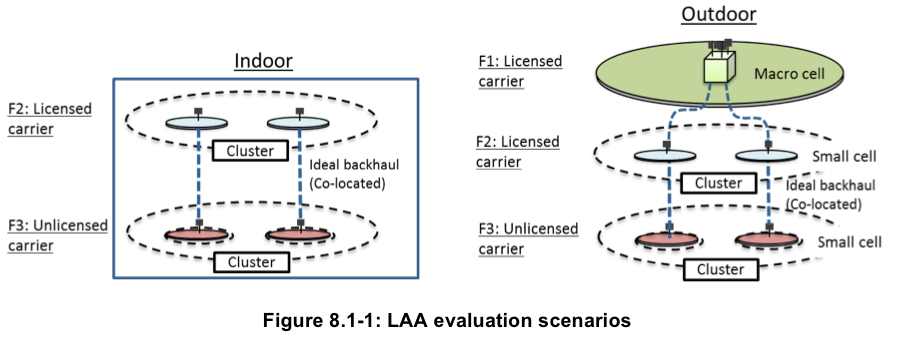 Indoor
F2: Licensed
carrier
Cluster
Ideal backhaul
(Co-located)
F3: Unlicensed
carrier
Cluster
Outdoor
F1: Licensed
carrier
Macro cell
F2: Licensed
carrier
Small cell
Cluster
Ideal backhaul
(Co-located)
F3: Unlicensed
carrier
Small cell
Cluster
Figure 8.1-1: LAA evaluation scenarios